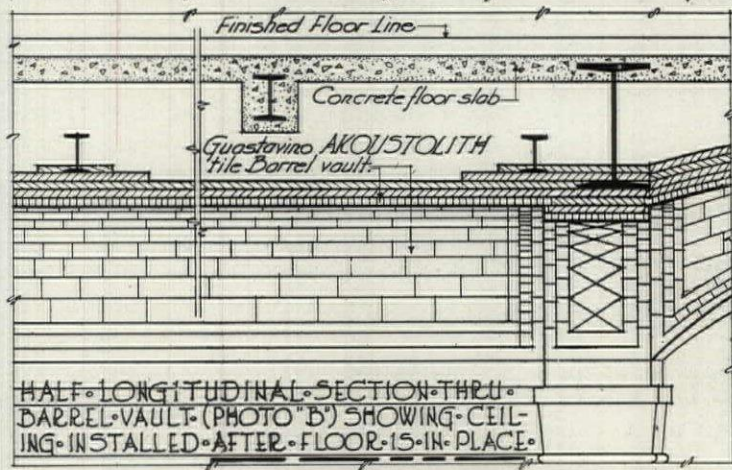 Finished Floor Line
Concrete floor slab
Guastavino AKOUSTOLITH
tile Barrel vault.
HALF·LONGITUDINAL·SECTION·THRU·
BARREL·VAULT·(PHOTO "B") SHOWING·CEIL-
ING·INSTALLED·AFTER·FLOOR·IS·IN·PLACE·